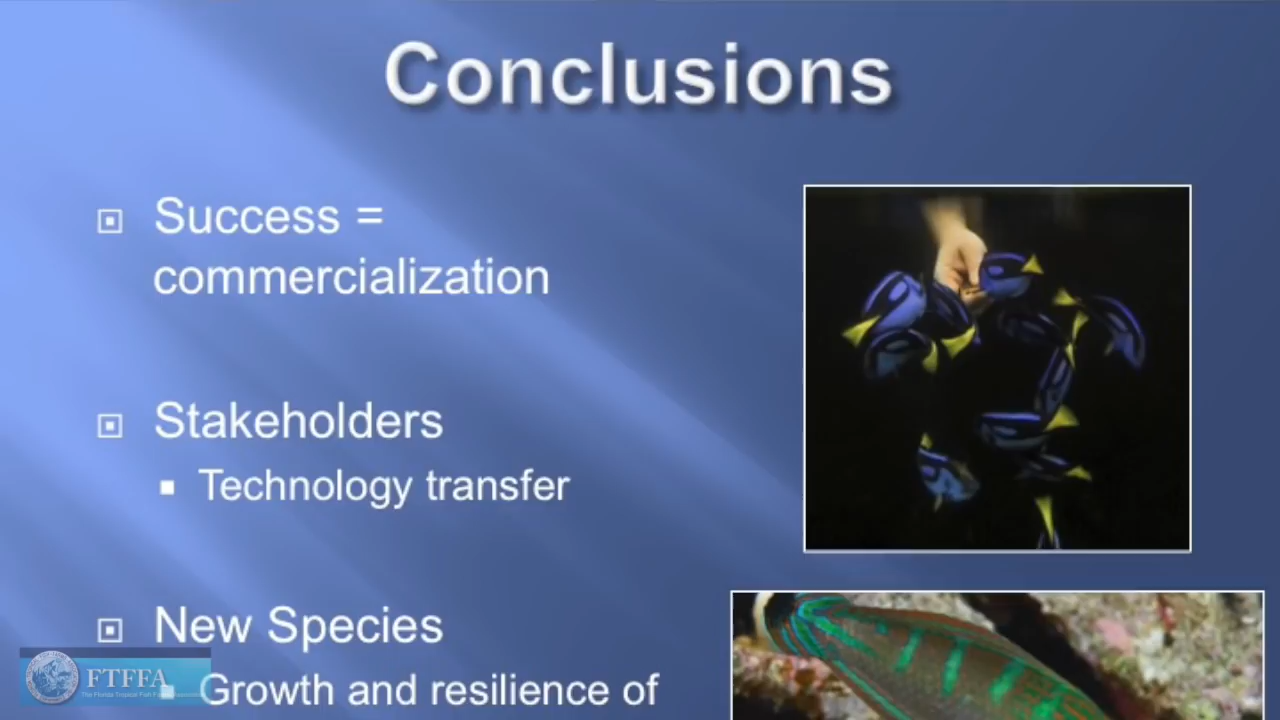 Conclusions
Success =
commercialization
Stakeholders
Technology transfer
New Species
Growth and resilience of
FTFFA